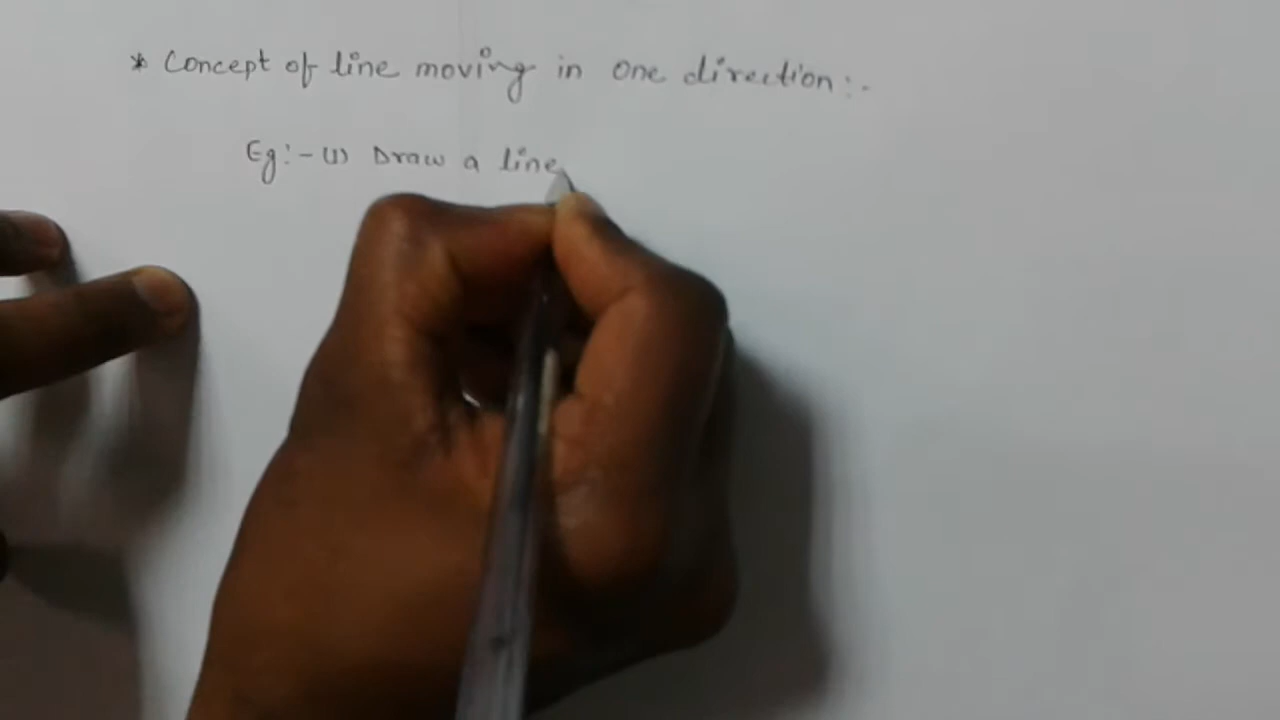 * Concept of line moving in one direction :-
Eg:- (1) Draw a line